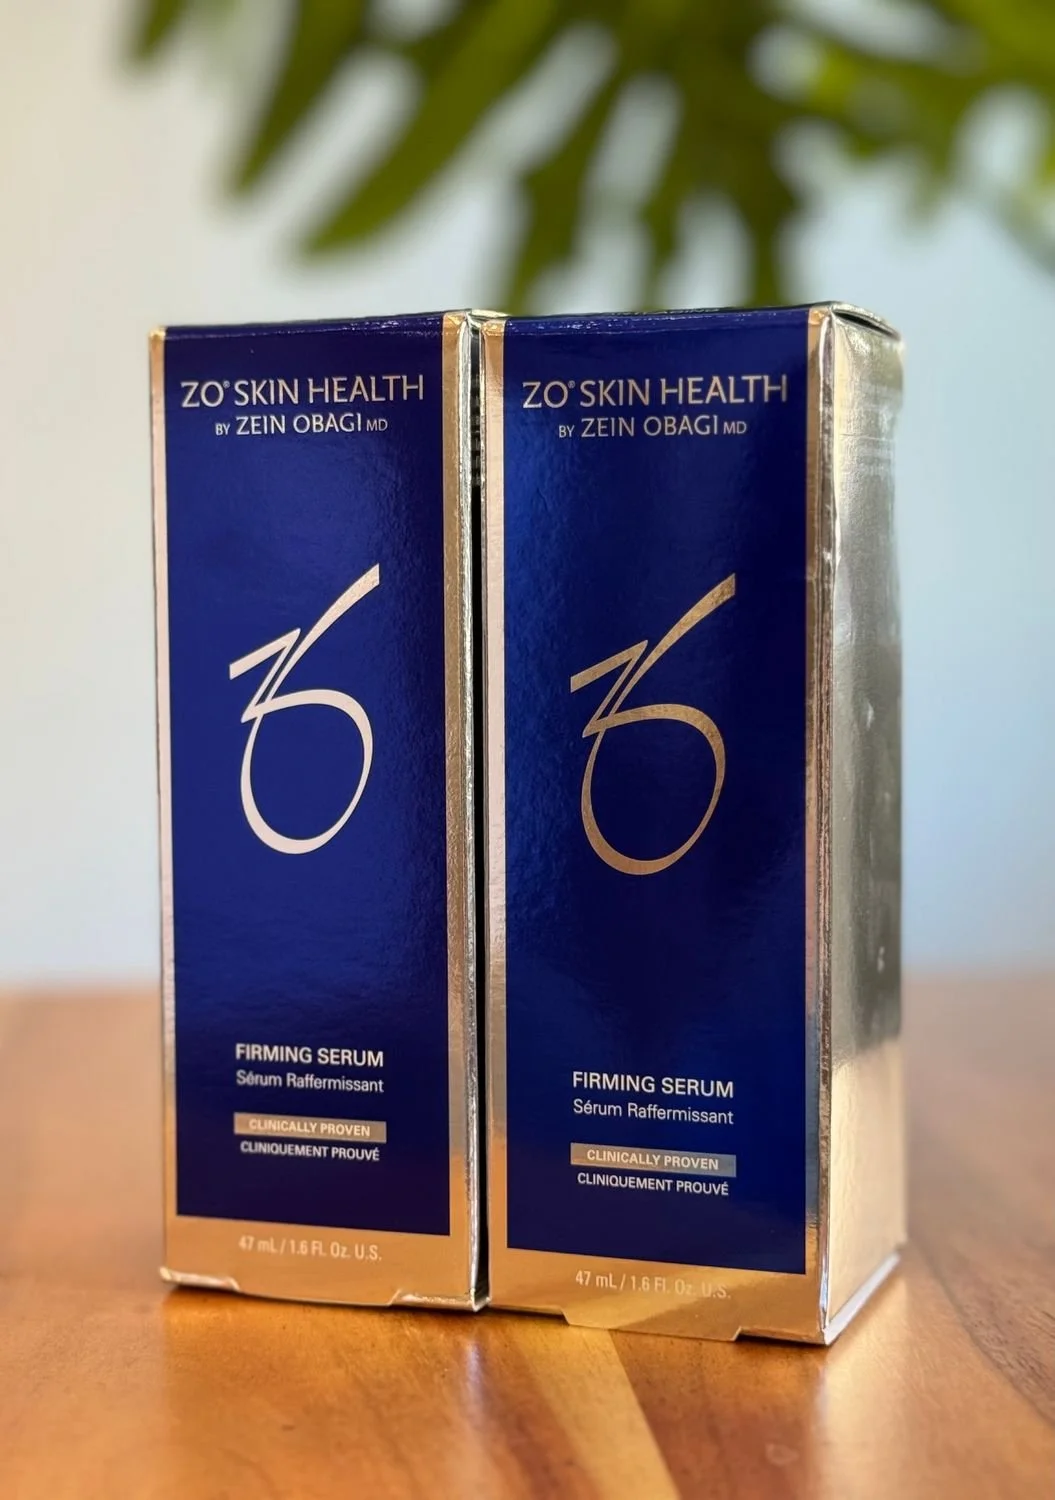 ZO® SKIN HEALTH
BY ZEIN OBAGI MD
FIRMING SERUM
Sérum Raffermissant
CLINICALLY PROVEN
CLINIQUEMENT PROUVÉ
47 mL / 1.6 Fl. Oz. U.S.
ZO® SKIN HEALTH
BY ZEIN OBAGI MD
FIRMING SERUM
Sérum Raffermissant
CLINICALLY PROVEN
CLINIQUEMENT PROUVÉ
47 mL / 1.6 Fl. Oz. U.S.